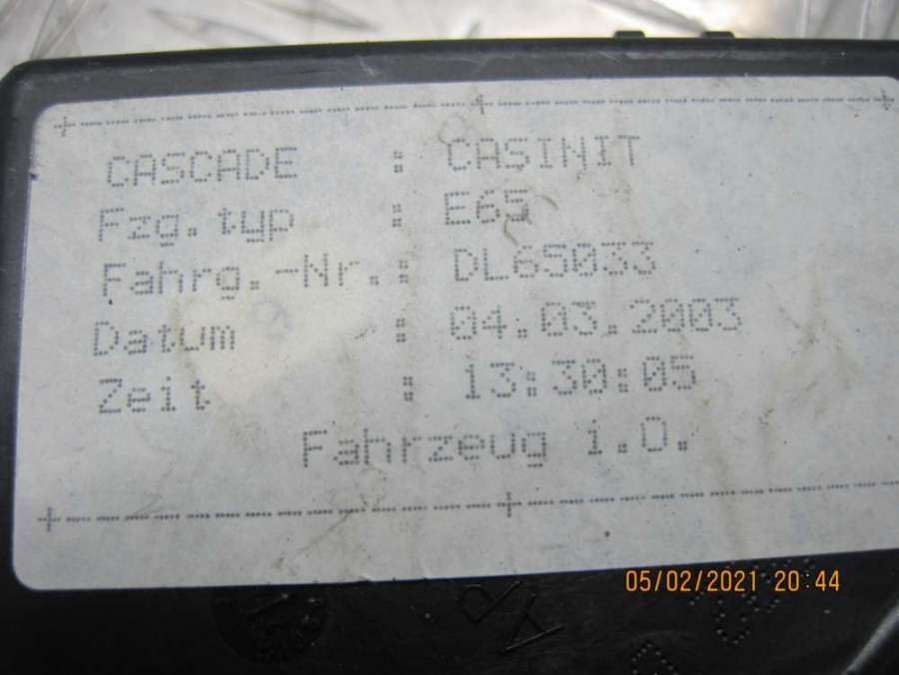 CASCADE : CASINIT
Fzg.typ : E65
Fahrg.-Nr.: DL65033
Datum : 04.03.2003
Zeit : 13:30:05
Fahrzeug i.O.
05/02/2021 20:44